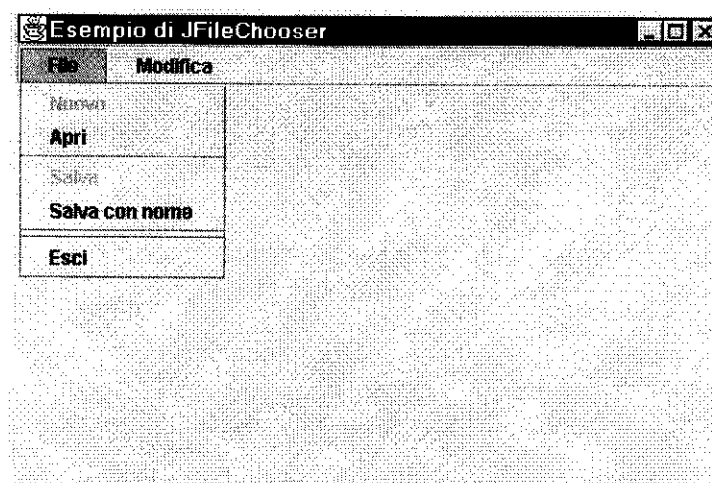 Esempio di JFileChooser
File Modifica
Nuovo
Apri
Salva
Salva con nome
Esci